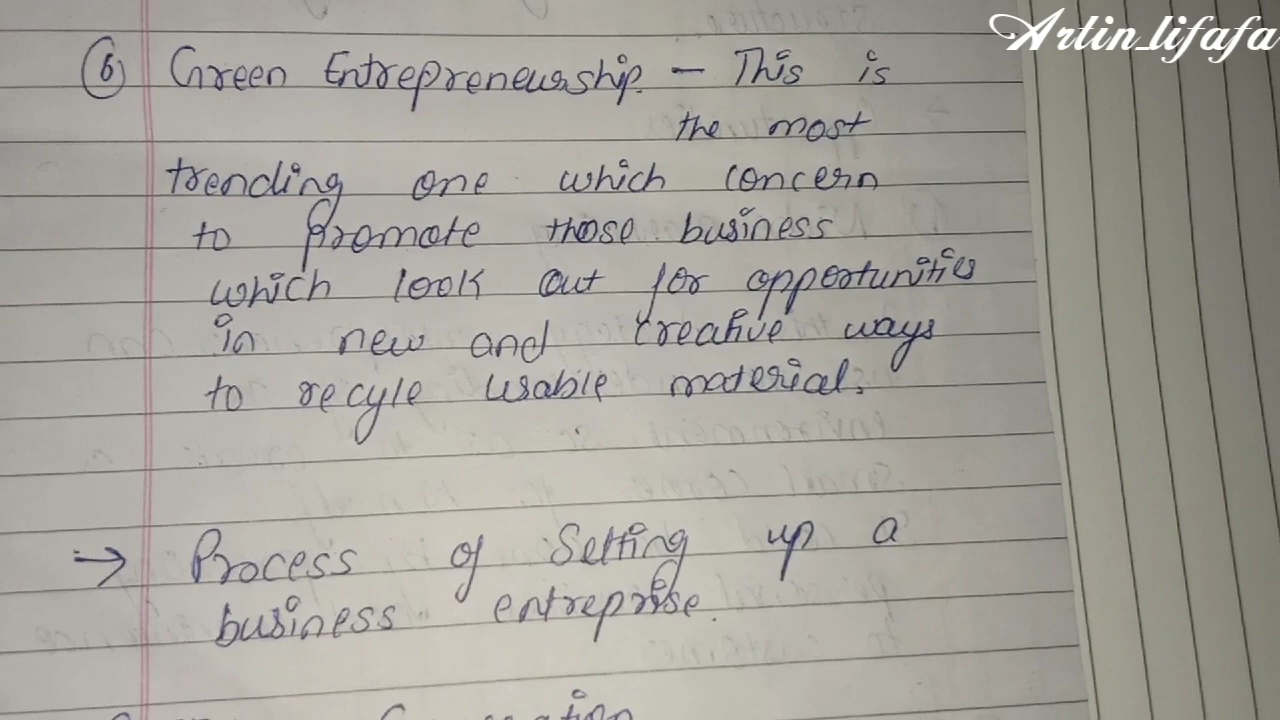 Artin_lifafa
⑥ Green Entrepreneurship. - This is
the most
trending one which concern
to promote those business
which look out for opportunities
in new and creative ways
to recyle usable material.
→ Process of Setting up a
business entreprise.